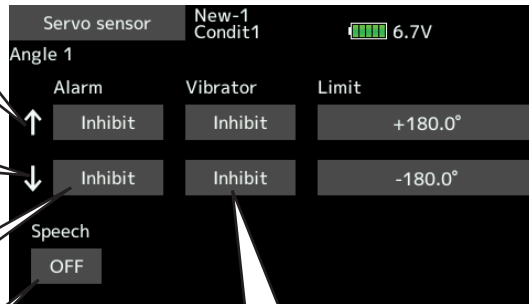 Servo sensor
New-1
Condit1
6.7V
Angle 1
Alarm Vibrator Limit
↑ Inhibit Inhibit +180.0°
↓ Inhibit Inhibit -180.0°
Speech
OFF